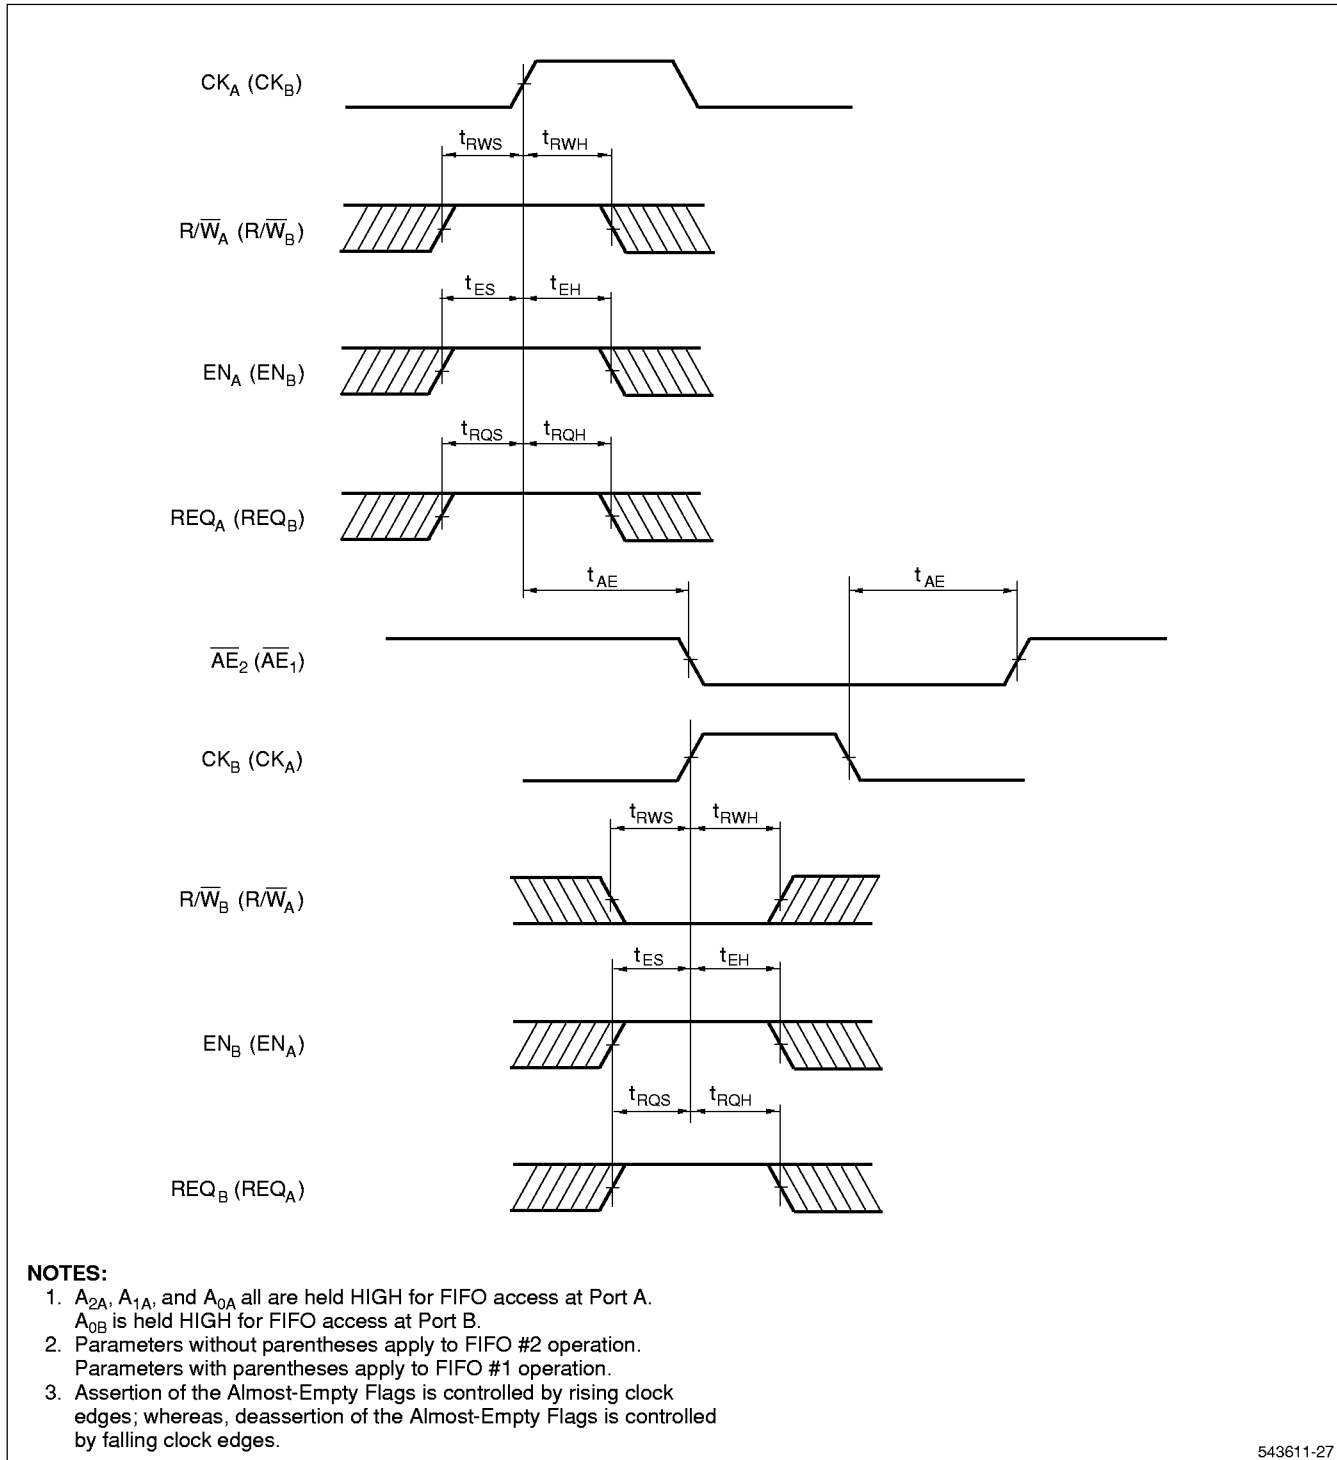 CKA (CKB)
tRWS tRWH
R/W̅A (R/W̅B)
tES tEH
ENA (ENB)
tRQS tRQH
REQA (REQB)
tAE tAE
A̅E̅2 (A̅E̅1)
CKB (CKA)
tRWS tRWH
R/W̅B (R/W̅A)
tES tEH
ENB (ENA)
tRQS tRQH
REQB (REQA)
NOTES:
1. A2A, A1A, and A0A all are held HIGH for FIFO access at Port A.
A0B is held HIGH for FIFO access at Port B.
2. Parameters without parentheses apply to FIFO #2 operation.
Parameters with parentheses apply to FIFO #1 operation.
3. Assertion of the Almost-Empty Flags is controlled by rising clock
edges; whereas, deassertion of the Almost-Empty Flags is controlled
by falling clock edges.
543611-27